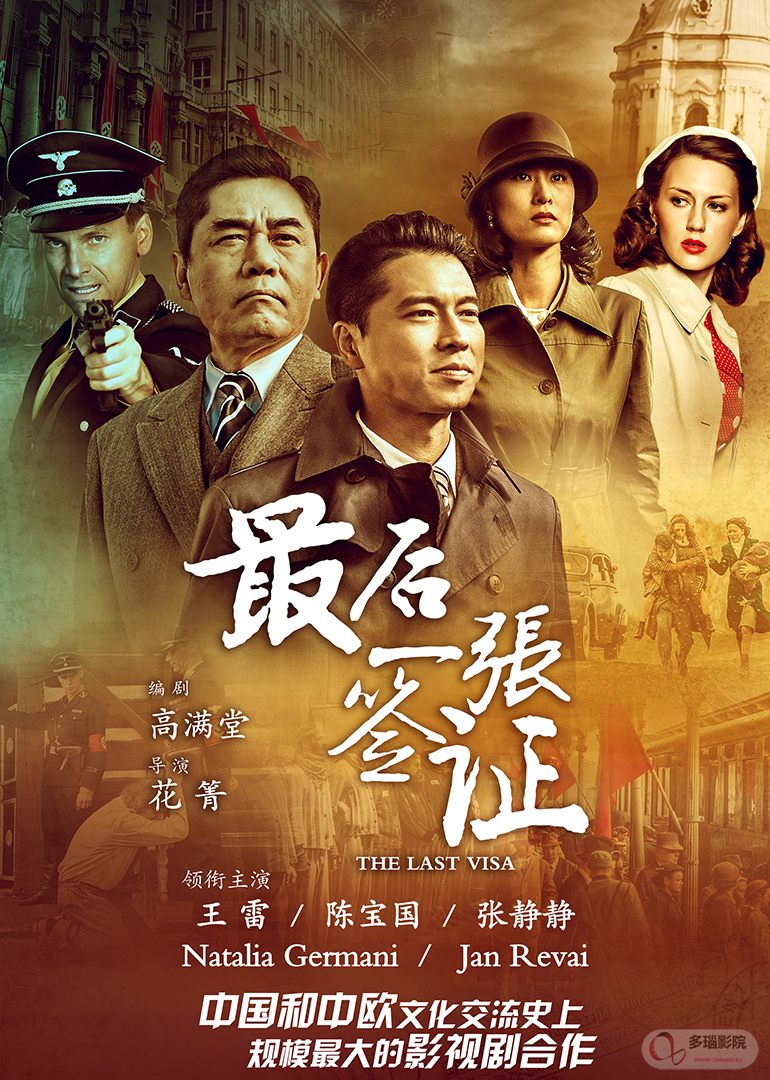 最后
一張
签证
THE LAST VISA
编剧
高满堂
导演
花箐
领衔主演
王雷 / 陈宝国 / 张静静
Natalia Germani / Jan Revai
中国和中欧文化交流史上
规模最大的影视剧合作
多瑙影院